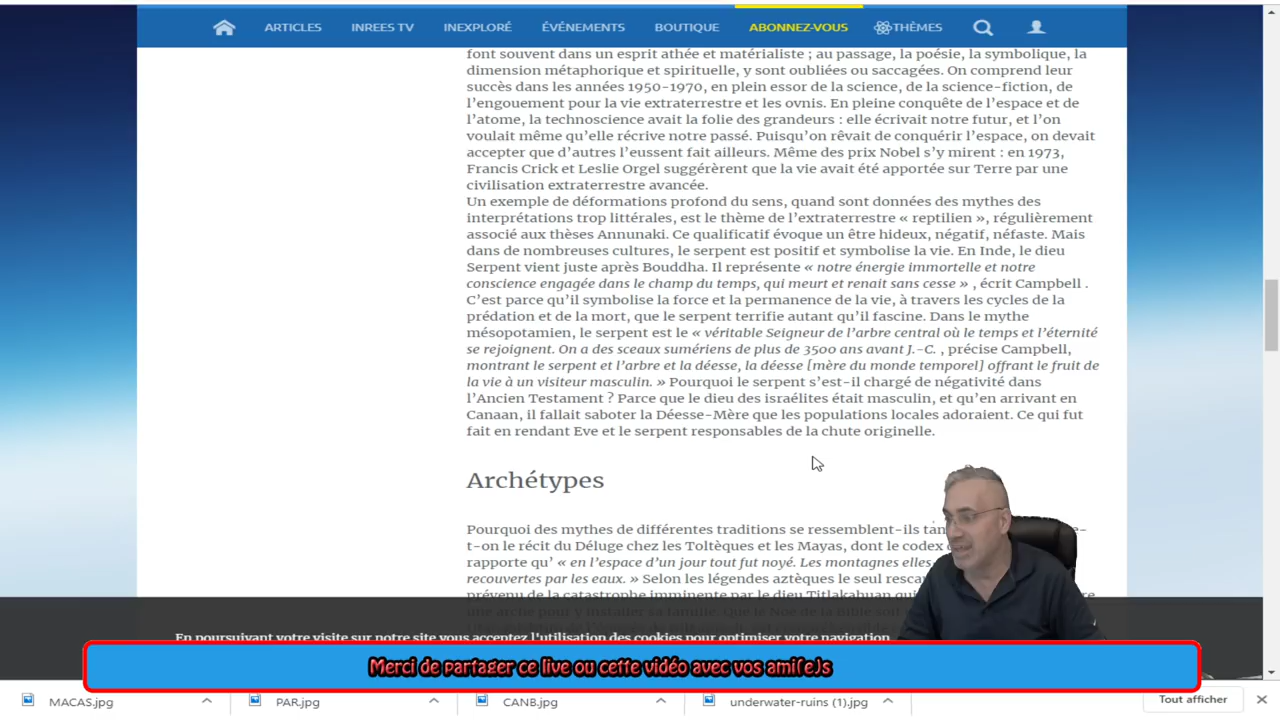 ARTICLES INREES TV INEXPLORÉ ÉVÉNEMENTS BOUTIQUE ABONNEZ-VOUS THÈMES
font souvent dans un esprit athée et matérialiste ; au passage, la poésie, la symbolique, la
dimension métaphorique et spirituelle, y sont oubliées ou saccagées. On comprend leur
succès dans les années 1950-1970, en plein essor de la science, de la science-fiction, de
l’engouement pour la vie extraterrestre et les ovnis. En pleine conquête de l’espace et de
l’atome, la technoscience avait la folie des grandeurs : elle écrivait notre futur, et l’on
voulait même qu’elle récrive notre passé. Puisqu’on rêvait de conquérir l’espace, on devait
accepter que d’autres l’eussent fait ailleurs. Même des prix Nobel s’y mirent : en 1973,
Francis Crick et Leslie Orgel suggérèrent que la vie avait été apportée sur Terre par une
civilisation extraterrestre avancée.
Un exemple de déformations profond du sens, quand sont données des mythes des
interprétations trop littérales, est le thème de l’extraterrestre « reptilien », régulièrement
associé aux thèses Annunaki. Ce qualificatif évoque un être hideux, négatif, néfaste. Mais
dans de nombreuses cultures, le serpent est positif et symbolise la vie. En Inde, le dieu
Serpent vient juste après Bouddha. Il représente « notre énergie immortelle et notre
conscience engagée dans le champ du temps, qui meurt et renait sans cesse » , écrit Campbell .
C’est parce qu’il symbolise la force et la permanence de la vie, à travers les cycles de la
prédation et de la mort, que le serpent terrifie autant qu’il fascine. Dans le mythe
mésopotamien, le serpent est le « véritable Seigneur de l’arbre central où le temps et l’éternité
se rejoignent. On a des sceaux sumériens de plus de 3500 ans avant J.-C. , précise Campbell,
montrant le serpent et l’arbre et la déesse, la déesse [mère du monde temporel] offrant le fruit de
la vie à un visiteur masculin. » Pourquoi le serpent s’est-il chargé de négativité dans
l’Ancien Testament ? Parce que le dieu des israélites était masculin, et qu’en arrivant en
Canaan, il fallait saboter la Déesse-Mère que les populations locales adoraient. Ce qui fut
fait en rendant Eve et le serpent responsables de la chute originelle.
Archétypes
Pourquoi des mythes de différentes traditions se ressemblent-ils
t-on le récit du Déluge chez les Toltèques et les Mayas, dont le codex
rapporte qu’ « en l’espace d’un jour tout fut noyé. Les montagnes elles
recouvertes par les eaux. » Selon les légendes aztèques le seul
prévenu de la catastrophe imminente par le dieu Titlakahuan
une arche pour y installer sa famille. Que le Noé de la bible soit
En poursuivant votre visite sur notre site vous acceptez l'utilisation des cookies pour optimiser votre navigation
Merci de partager ce live ou cette vidéo avec vos ami(e)s
MACAS.jpg PAR.jpg CANB.jpg underwater-ruins (1).jpg Tout afficher